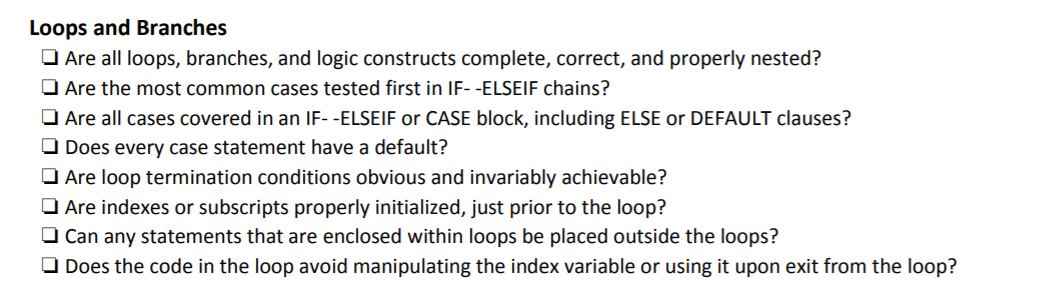 Loops and Branches
❏ Are all loops, branches, and logic constructs complete, correct, and properly nested?
❏ Are the most common cases tested first in IF- -ELSEIF chains?
❏ Are all cases covered in an IF- -ELSEIF or CASE block, including ELSE or DEFAULT clauses?
❏ Does every case statement have a default?
❏ Are loop termination conditions obvious and invariably achievable?
❏ Are indexes or subscripts properly initialized, just prior to the loop?
❏ Can any statements that are enclosed within loops be placed outside the loops?
❏ Does the code in the loop avoid manipulating the index variable or using it upon exit from the loop?